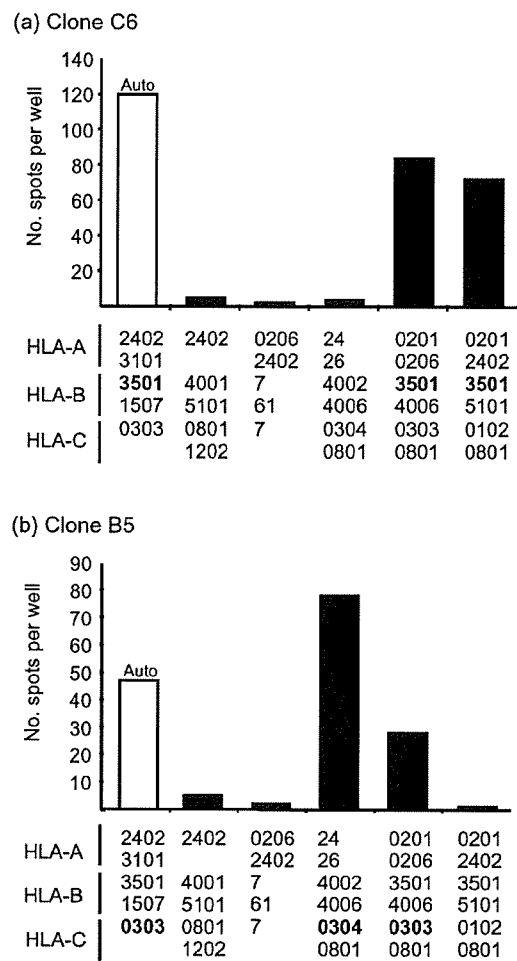 (a) Clone C6
No. spots per well
140
120
100
80
60
40
20
Auto
HLA-A
2402 2402 0206 24 0201 0201
3101 2402 26 0206 2402
HLA-B
3501 4001 7 4002 3501 3501
1507 5101 61 4006 4006 5101
HLA-C
0303 0801 7 0304 0303 0102
1202 0801 0801 0801
(b) Clone B5
No. spots per well
90
80
70
60
50
40
30
20
10
Auto
HLA-A
2402 2402 0206 24 0201 0201
3101 2402 26 0206 2402
HLA-B
3501 4001 7 4002 3501 3501
1507 5101 61 4006 4006 5101
HLA-C
0303 0801 7 0304 0303 0102
1202 0801 0801 0801